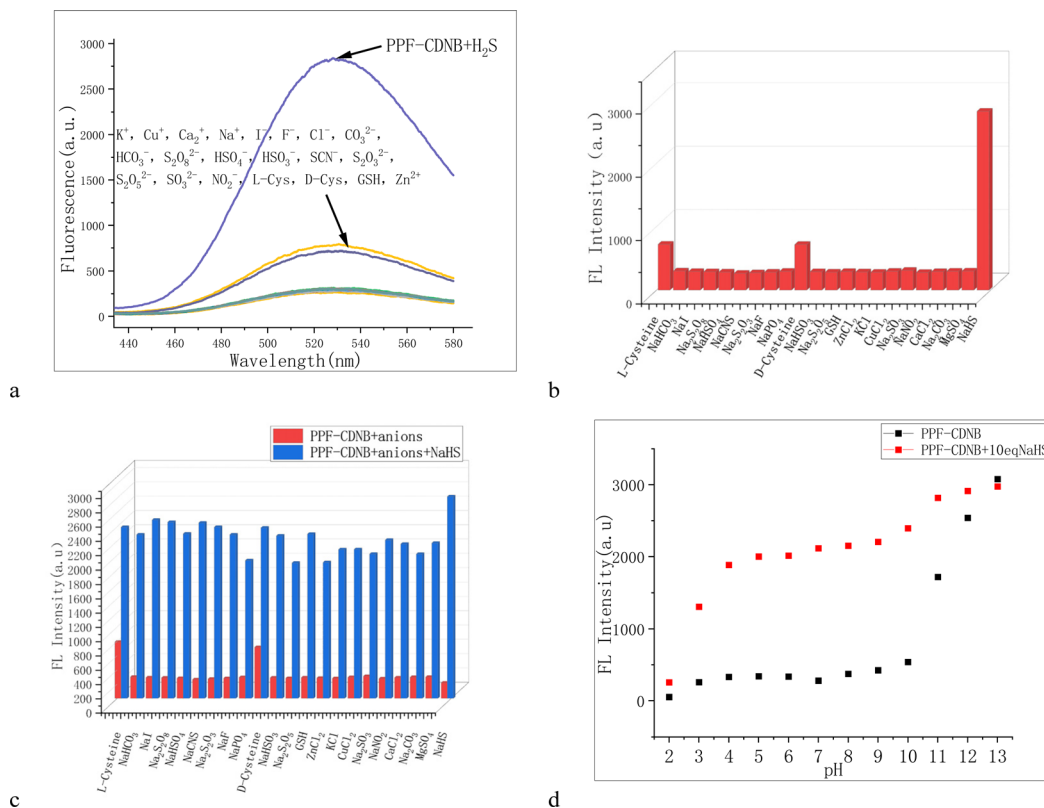 3000
2500
2000
1500
1000
500
0
Fluorescence(a.u.)
PPF-CDNB+H₂S
K⁺, Cu⁺, Ca₂⁺, Na⁺, I⁻, F⁻, Cl⁻, CO₃²⁻,
HCO₃⁻, S₂O₈²⁻, HSO₄⁻, HSO₃⁻, SCN⁻, S₂O₃²⁻,
S₂O₅²⁻, SO₃²⁻, NO₂⁻, L-Cys, D-Cys, GSH, Zn²⁺
440 460 480 500 520 540 560 580
Wavelength(nm)
a
3000
2000
1000
0
FL Intensity (a.u)
L-Cysteine
NaHCO₃
NaI
Na₂S₂O₈
NaHSO₄
NaCNS
Na₂S₂O₃
NaF
NaPO₄
D-Cysteine
NaHSO₃
Na₂S₂O₅
GSH
ZnCl₂
KCl
CuCl₂
Na₂SO₃
NaNO₂
CaCl₂
Na₂CO₃
MgSO₄
NaHS
b
PPF-CDNB+anions
PPF-CDNB+anions+NaHS
3000
2800
2600
2400
2200
2000
1800
1600
1400
1200
1000
800
600
400
200
0
FL Intensity(a.u)
L-Cysteine
NaHCO₃
NaI
Na₂S₂O₈
NaHSO₄
NaCNS
Na₂S₂O₃
NaF
NaPO₄
D-Cysteine
NaHSO₃
Na₂S₂O₅
GSH
ZnCl₂
KCl
CuCl₂
Na₂SO₃
NaNO₂
CaCl₂
Na₂CO₃
MgSO₄
NaHS
c
PPF-CDNB
PPF-CDNB+10eqNaHS
3000
2000
1000
0
FL Intensity(a.u)
2 3 4 5 6 7 8 9 10 11 12 13
pH
d